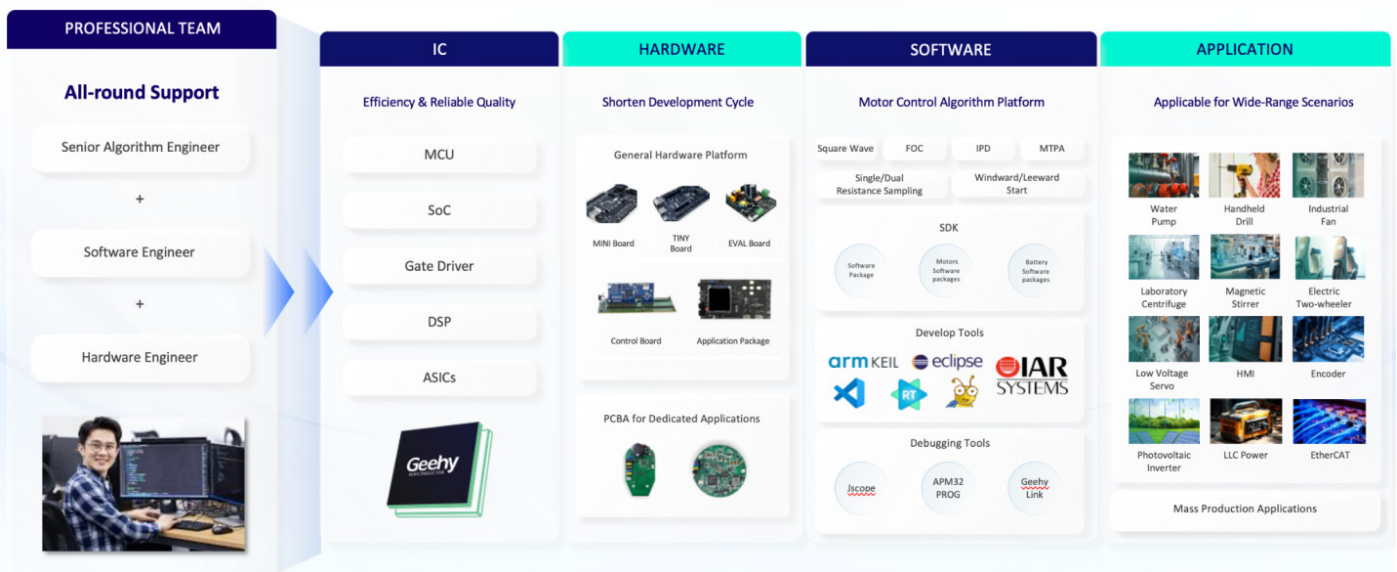 PROFESSIONAL TEAM
All-round Support
Senior Algorithm Engineer
+
Software Engineer
+
Hardware Engineer
IC
Efficiency & Reliable Quality
MCU
SoC
Gate Driver
DSP
ASICs
Geehy
SEMICONDUCTOR
HARDWARE
Shorten Development Cycle
General Hardware Platform
MINI Board
TINY
Board
EVAL Board
Control Board
Application Package
PCBA for Dedicated Applications
SOFTWARE
Motor Control Algorithm Platform
Square Wave
FOC
IPD
MTPA
Single/Dual
Resistance Sampling
Windward/Leeward
Start
SDK
Software
Package
Motors
Software
packages
Battery
Software
packages
Develop Tools
arm KEIL
eclipse
IAR
SYSTEMS
RT
Debugging Tools
Jscope
APM32
PROG
Geehy
Link
APPLICATION
Applicable for Wide-Range Scenarios
Water
Pump
Handheld
Drill
Industrial
Fan
Laboratory
Centrifuge
Magnetic
Stirrer
Electric
Two-wheeler
Low Voltage
Servo
HMI
Encoder
Photovoltaic
Inverter
LLC Power
EtherCAT
Mass Production Applications